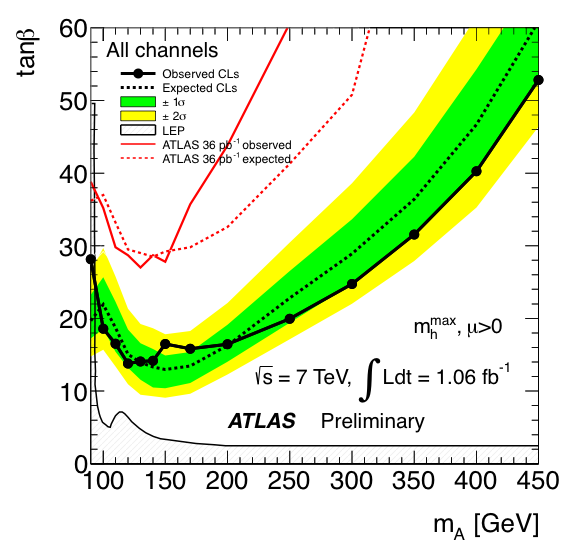 tanβ
60
50
40
30
20
10
0
All channels
Observed CLs
Expected CLs
± 1σ
± 2σ
LEP
ATLAS 36 pb⁻¹ observed
ATLAS 36 pb⁻¹ expected
m_h^max, μ>0
√s = 7 TeV, ∫Ldt = 1.06 fb⁻¹
ATLAS Preliminary
100 150 200 250 300 350 400 450
m_A [GeV]